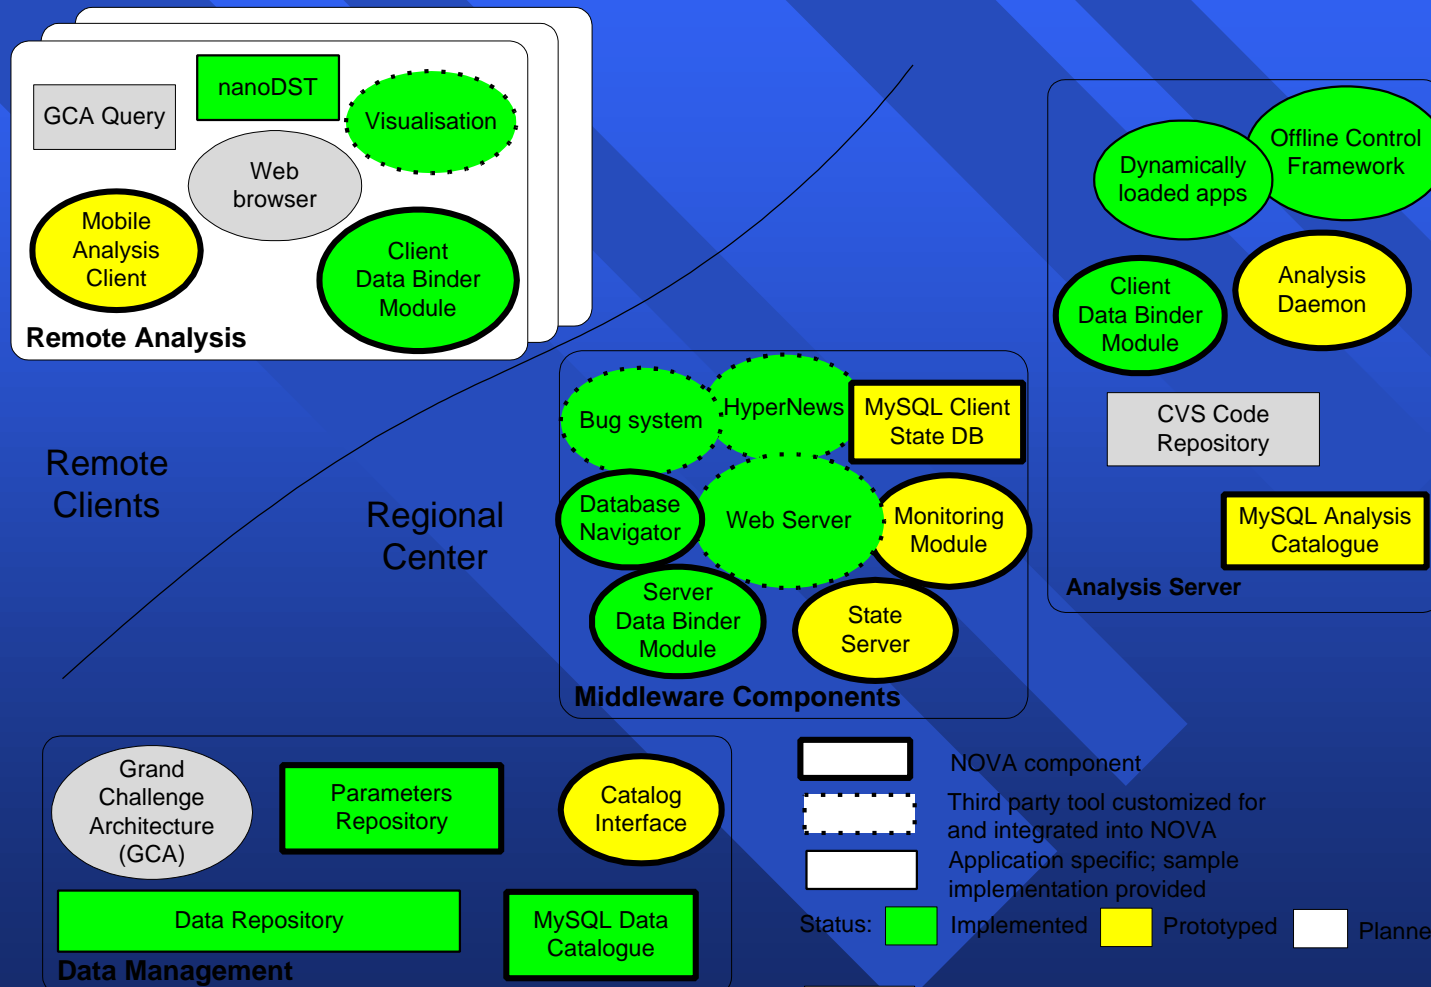 GCA Query
nanoDST
Visualisation
Web
browser
Mobile
Analysis
Client
Client
Data Binder
Module
Remote Analysis
Remote
Clients
Regional
Center
Bug system
HyperNews
MySQL Client
State DB
Database
Navigator
Web Server
Monitoring
Module
Server
Data Binder
Module
State
Server
Middleware Components
Offline Control
Framework
Dynamically
loaded apps
Client
Data Binder
Module
Analysis
Daemon
CVS Code
Repository
MySQL Analysis
Catalogue
Analysis Server
Grand
Challenge
Architecture
(GCA)
Parameters
Repository
Catalog
Interface
Data Repository
MySQL Data
Catalogue
Data Management
NOVA component
Third party tool customized for
and integrated into NOVA
Application specific; sample
implementation provided
Status: Implemented Prototyped Planne